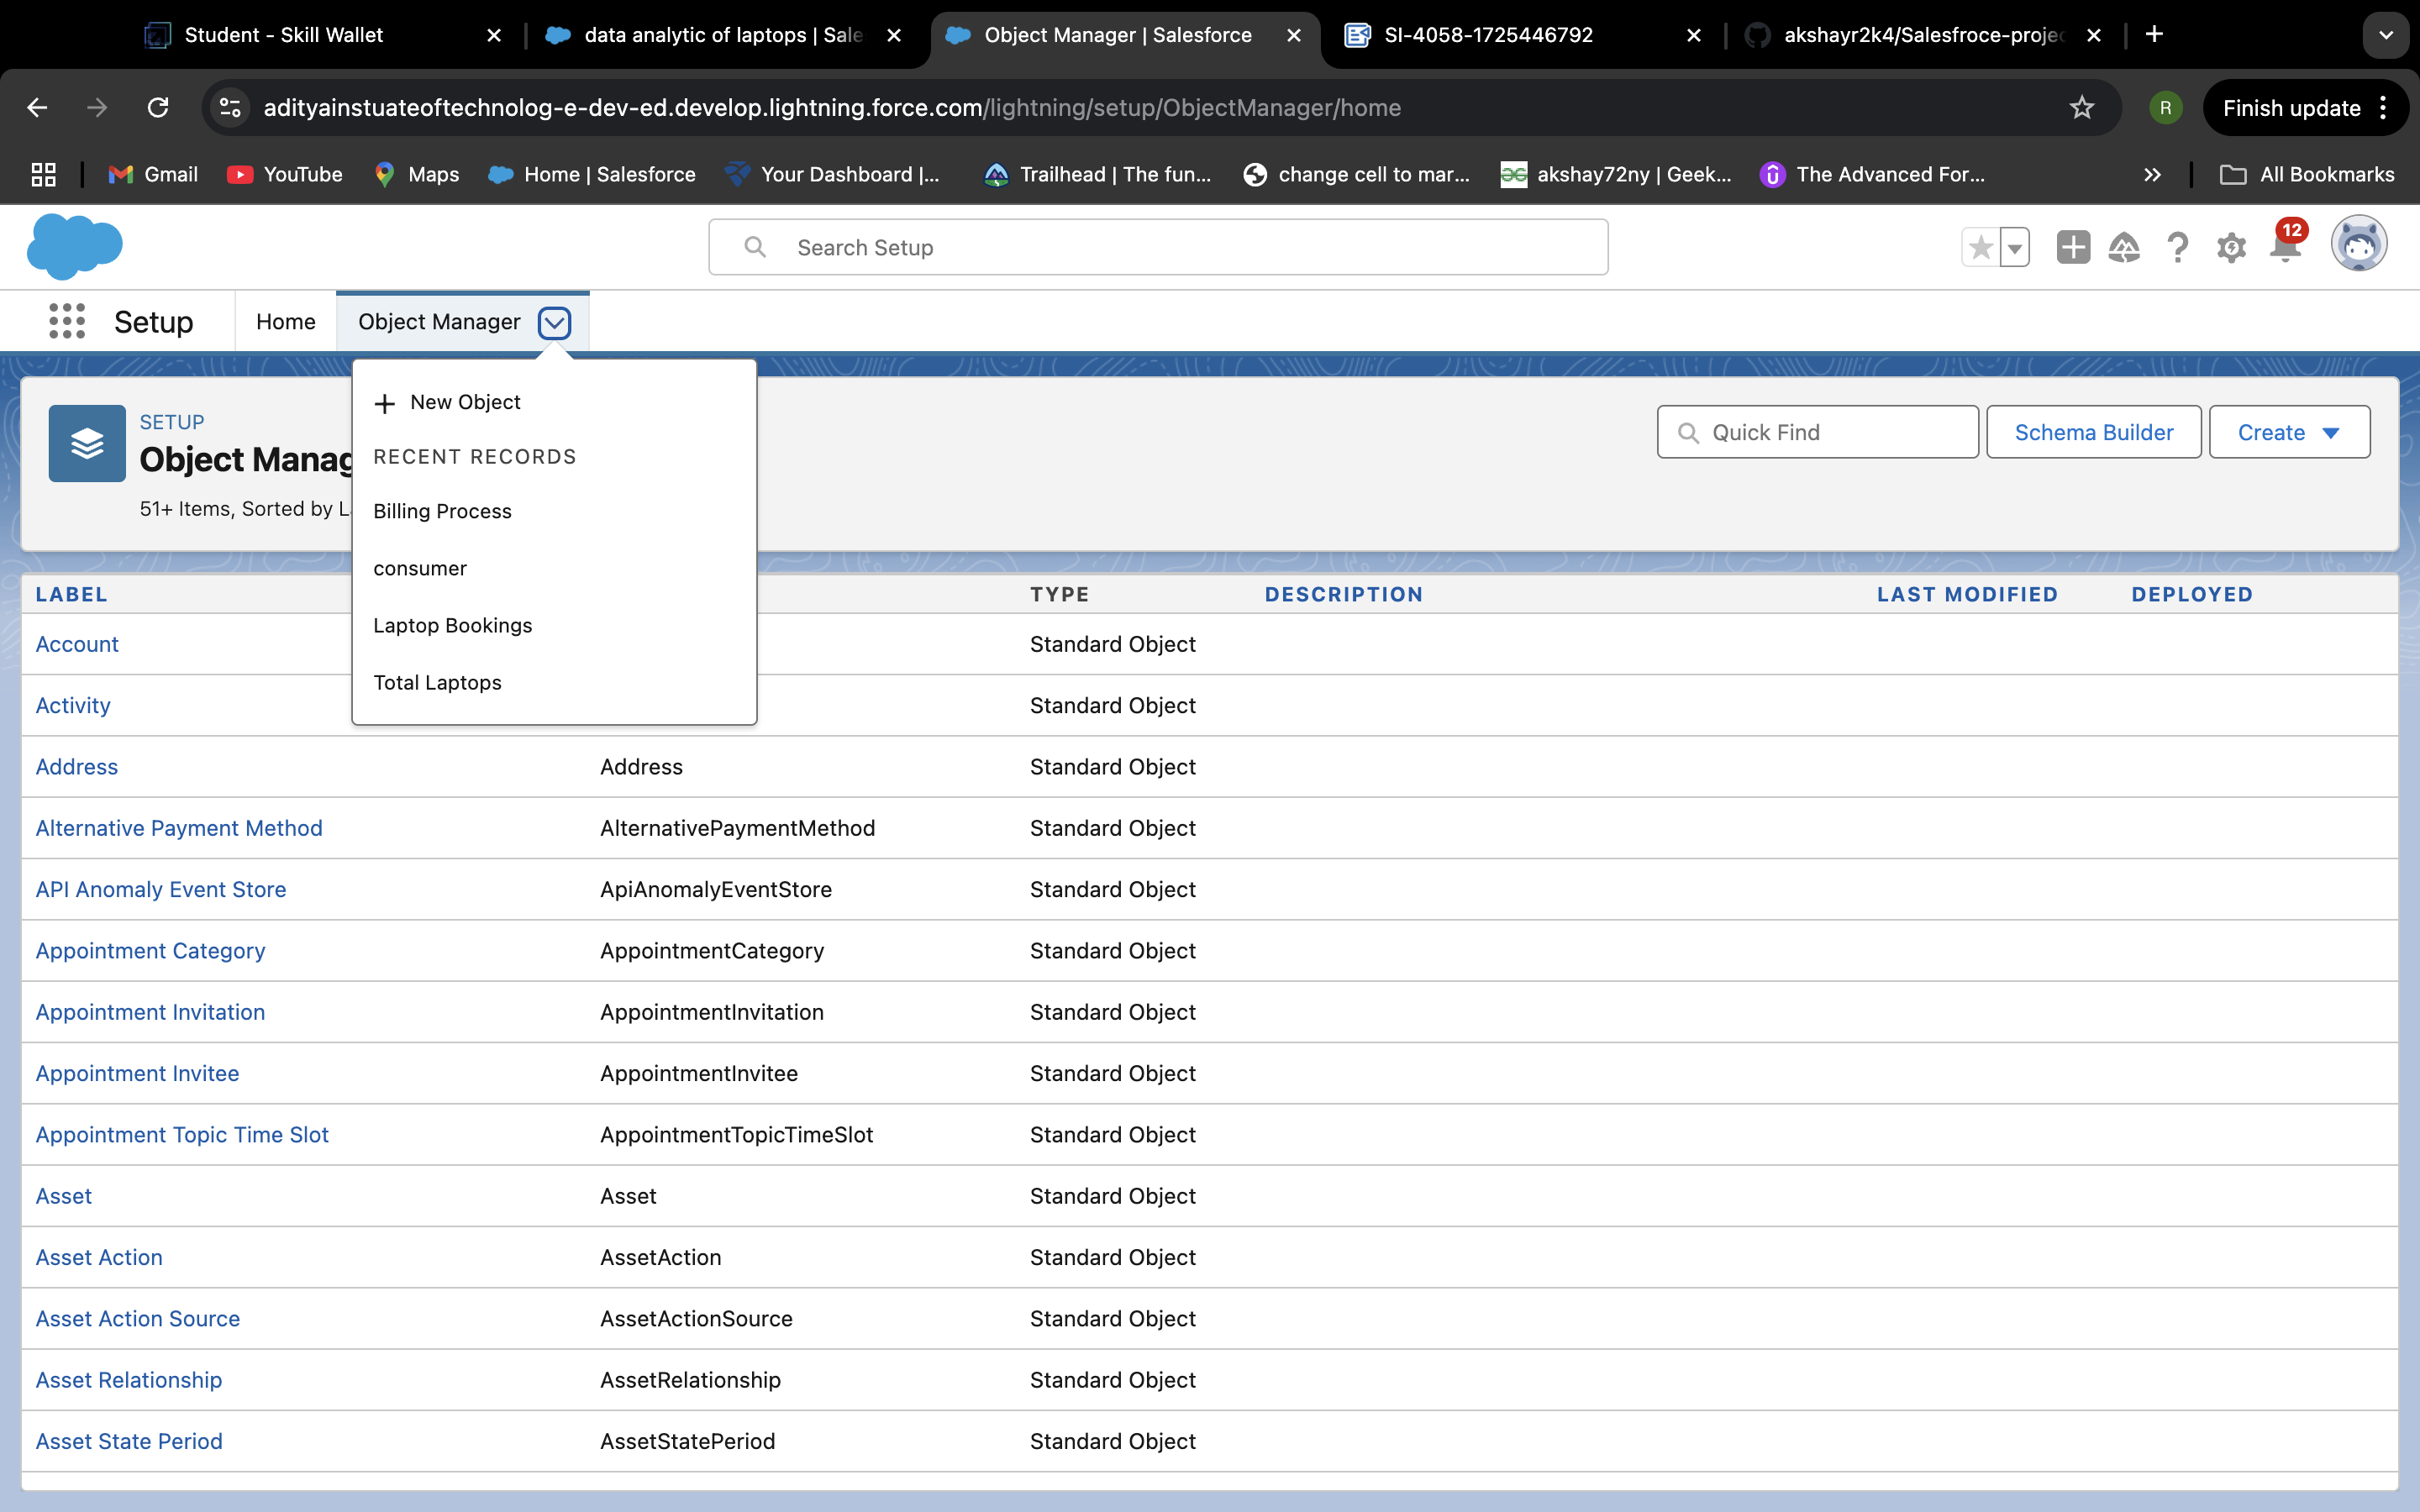 Student - Skill Wallet
data analytic of laptops | Sale
Object Manager | Salesforce
SI-4058-1725446792
akshayr2k4/Salesfroce-projec
adityainstuateoftechnolog-e-dev-ed.develop.lightning.force.com/lightning/setup/ObjectManager/home
R
Finish update
Gmail
YouTube
Maps
Home | Salesforce
Your Dashboard |...
Trailhead | The fun...
change cell to mar...
akshay72ny | Geek...
The Advanced For...
All Bookmarks
Search Setup
12
Setup
Home
Object Manager
New Object
RECENT RECORDS
Billing Process
consumer
Laptop Bookings
Total Laptops
SETUP
Object Manag
51+ Items, Sorted by L
Quick Find
Schema Builder
Create
LABEL TYPE DESCRIPTION LAST MODIFIED DEPLOYED
Account Standard Object
Activity Standard Object
Address Address Standard Object
Alternative Payment Method AlternativePaymentMethod Standard Object
API Anomaly Event Store ApiAnomalyEventStore Standard Object
Appointment Category AppointmentCategory Standard Object
Appointment Invitation AppointmentInvitation Standard Object
Appointment Invitee AppointmentInvitee Standard Object
Appointment Topic Time Slot AppointmentTopicTimeSlot Standard Object
Asset Asset Standard Object
Asset Action AssetAction Standard Object
Asset Action Source AssetActionSource Standard Object
Asset Relationship AssetRelationship Standard Object
Asset State Period AssetStatePeriod Standard Object